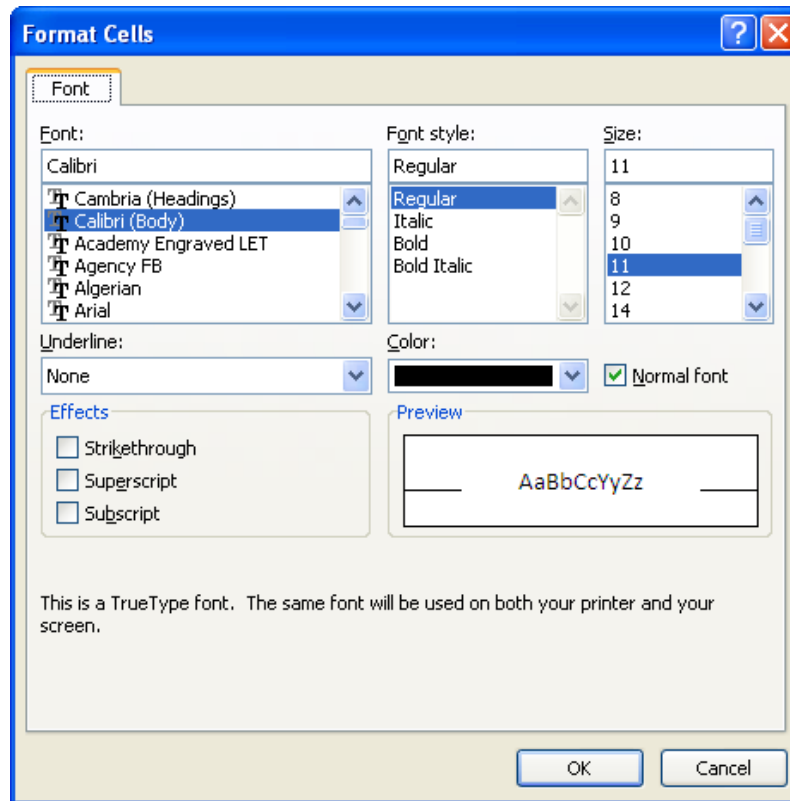 Format Cells
Font
Font:
Font style:
Size:
Calibri
Regular
11
Cambria (Headings)
Calibri (Body)
Academy Engraved LET
Agency FB
Algerian
Arial
Regular
Italic
Bold
Bold Italic
8
9
10
11
12
14
Underline:
Color:
None
Normal font
Effects
Strikethrough
Superscript
Subscript
Preview
AaBbCcYyZz
This is a TrueType font.  The same font will be used on both your printer and your
screen.
OK
Cancel